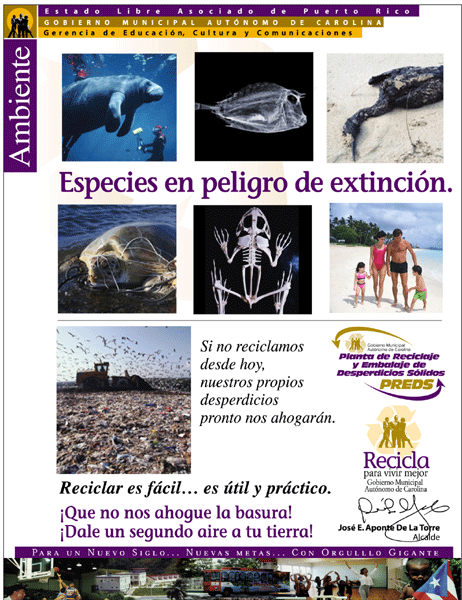 Estado Libre Asociado de Puerto Rico
GOBIERNO MUNICIPAL AUTÓNOMO DE CAROLINA
Gerencia de Educación, Cultura y Comunicaciones
Ambiente
Especies en peligro de extinción.
Si no reciclamos
desde hoy,
nuestros propios
desperdicios
pronto nos ahogarán.
Gobierno Municipal
Autónomo de Carolina
Planta de Reciclaje
y Embalaje de
Desperdicios Sólidos
PREDS
Recicla
para vivir mejor
Gobierno Municipal
Autónomo de Carolina
José E. Aponte De La Torre
Alcalde
Reciclar es fácil... es útil y práctico.
¡Que no nos ahogue la basura!
¡Dale un segundo aire a tu tierra!
PARA UN NUEVO SIGLO... NUEVAS METAS... CON ORGULLLO GIGANTE